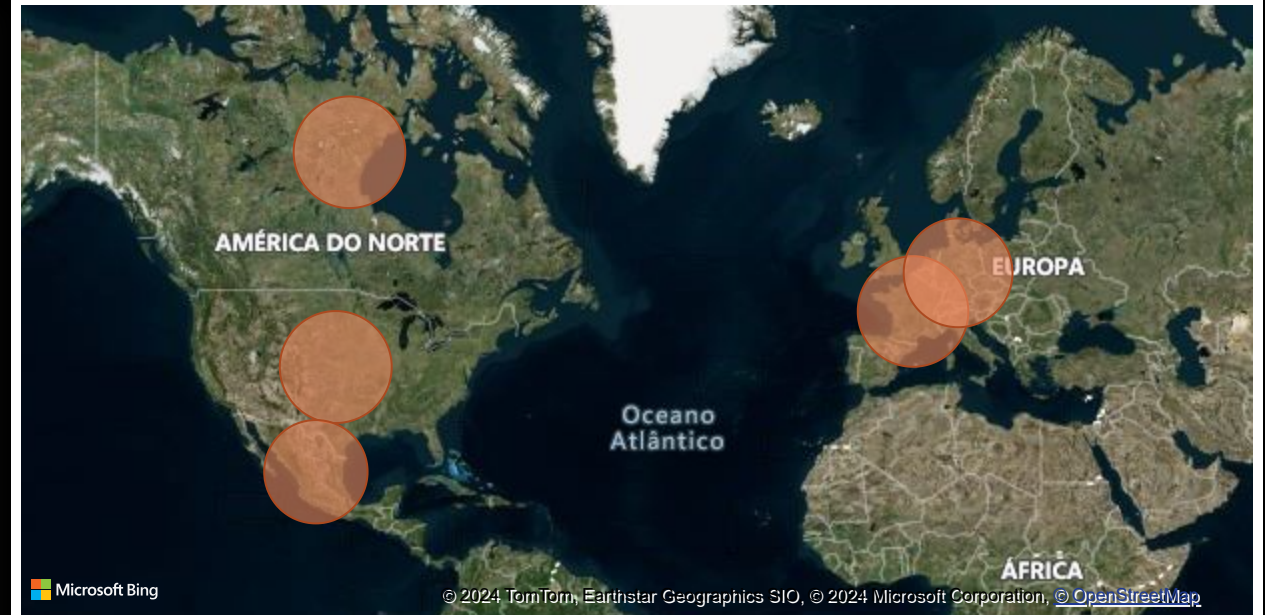 AMÉRICA DO NORTE
EUROPA
Oceano
Atlântico
ÁFRICA
Microsoft Bing
© 2024 TomTom, Earthstar Geographics SIO, © 2024 Microsoft Corporation, © OpenStreetMap